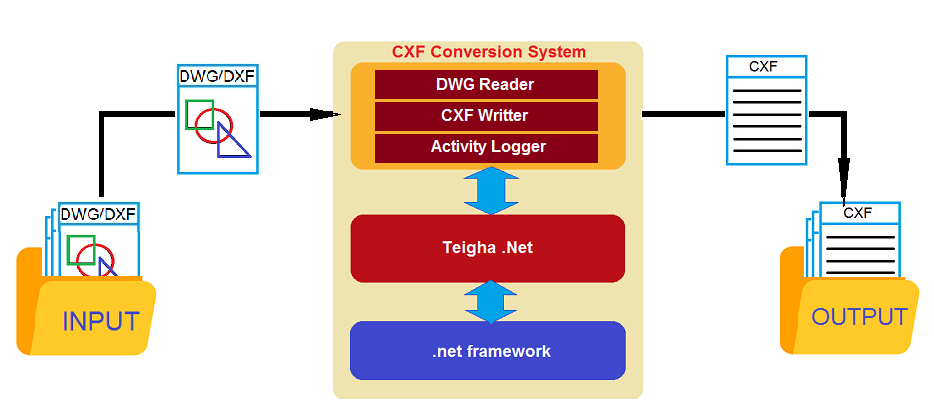 DWG/DXF
DWG/DXF
INPUT
CXF Conversion System
DWG Reader
CXF Writter
Activity Logger
Teigha .Net
.net framework
CXF
CXF
OUTPUT